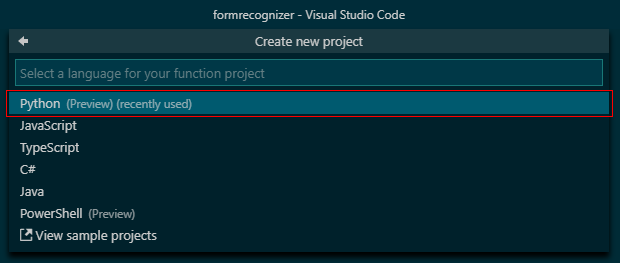 formrecognizer - Visual Studio Code
Create new project
Select a language for your function project
Python (Preview) (recently used)
JavaScript
TypeScript
C#
Java
PowerShell (Preview)
View sample projects